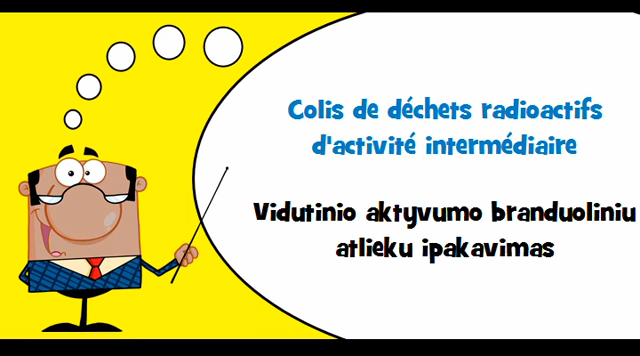 Colis de déchets radioactifs
d'activité intermédiaire
Vidutinio aktyvumo branduoliniu
atlieku ipakavimas